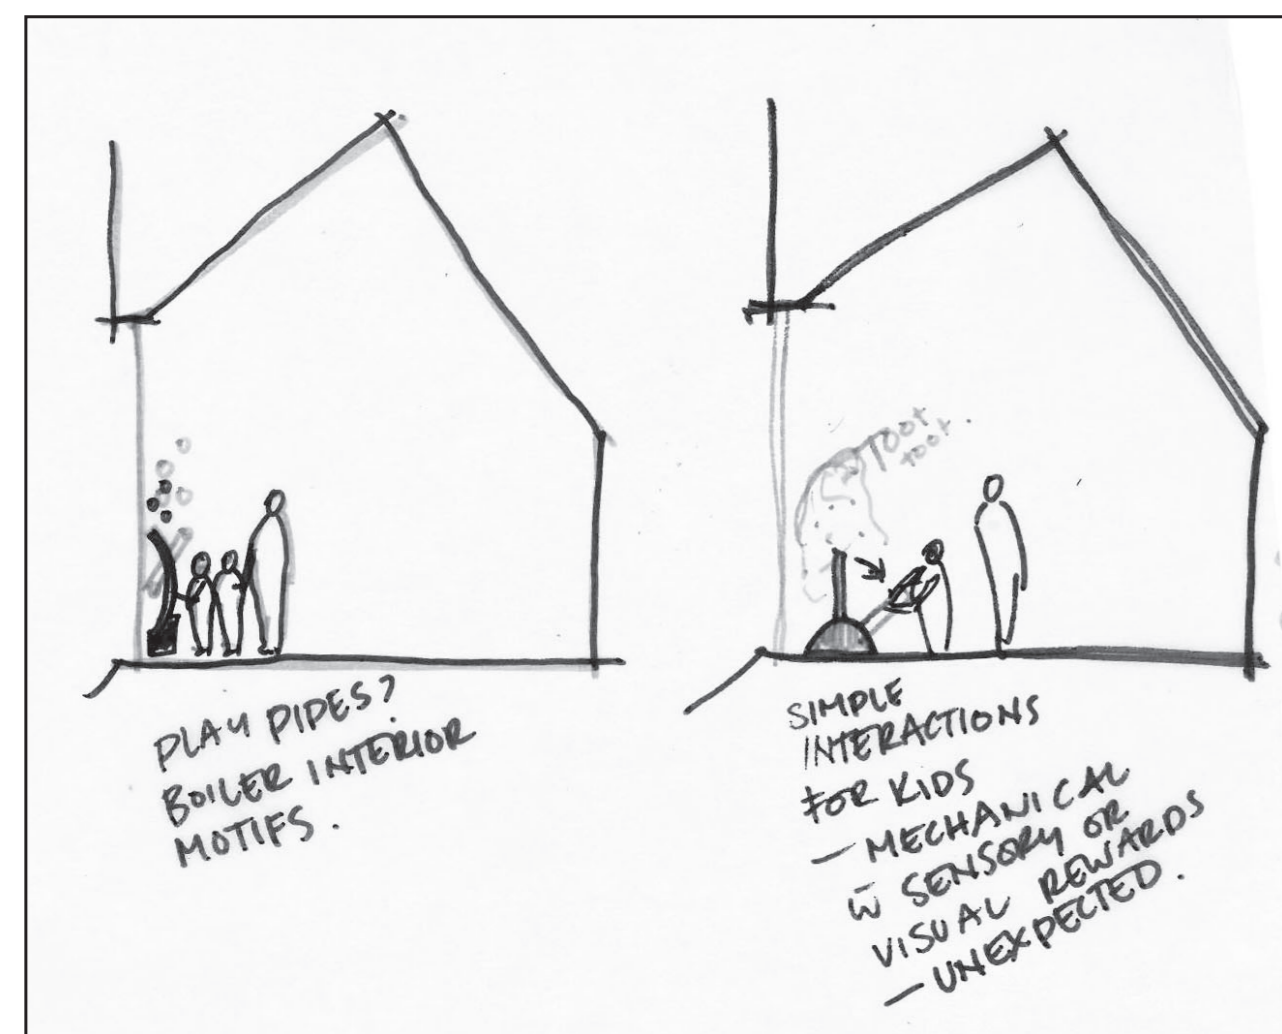 PLAY PIPES?
BOILER INTERIOR
MOTIFS.
TOOT
TOOT.
SIMPLE
INTERACTIONS
FOR KIDS
— MECHANICAL
w̄ SENSORY OR
VISUAL REWARDS
— UNEXPECTED.